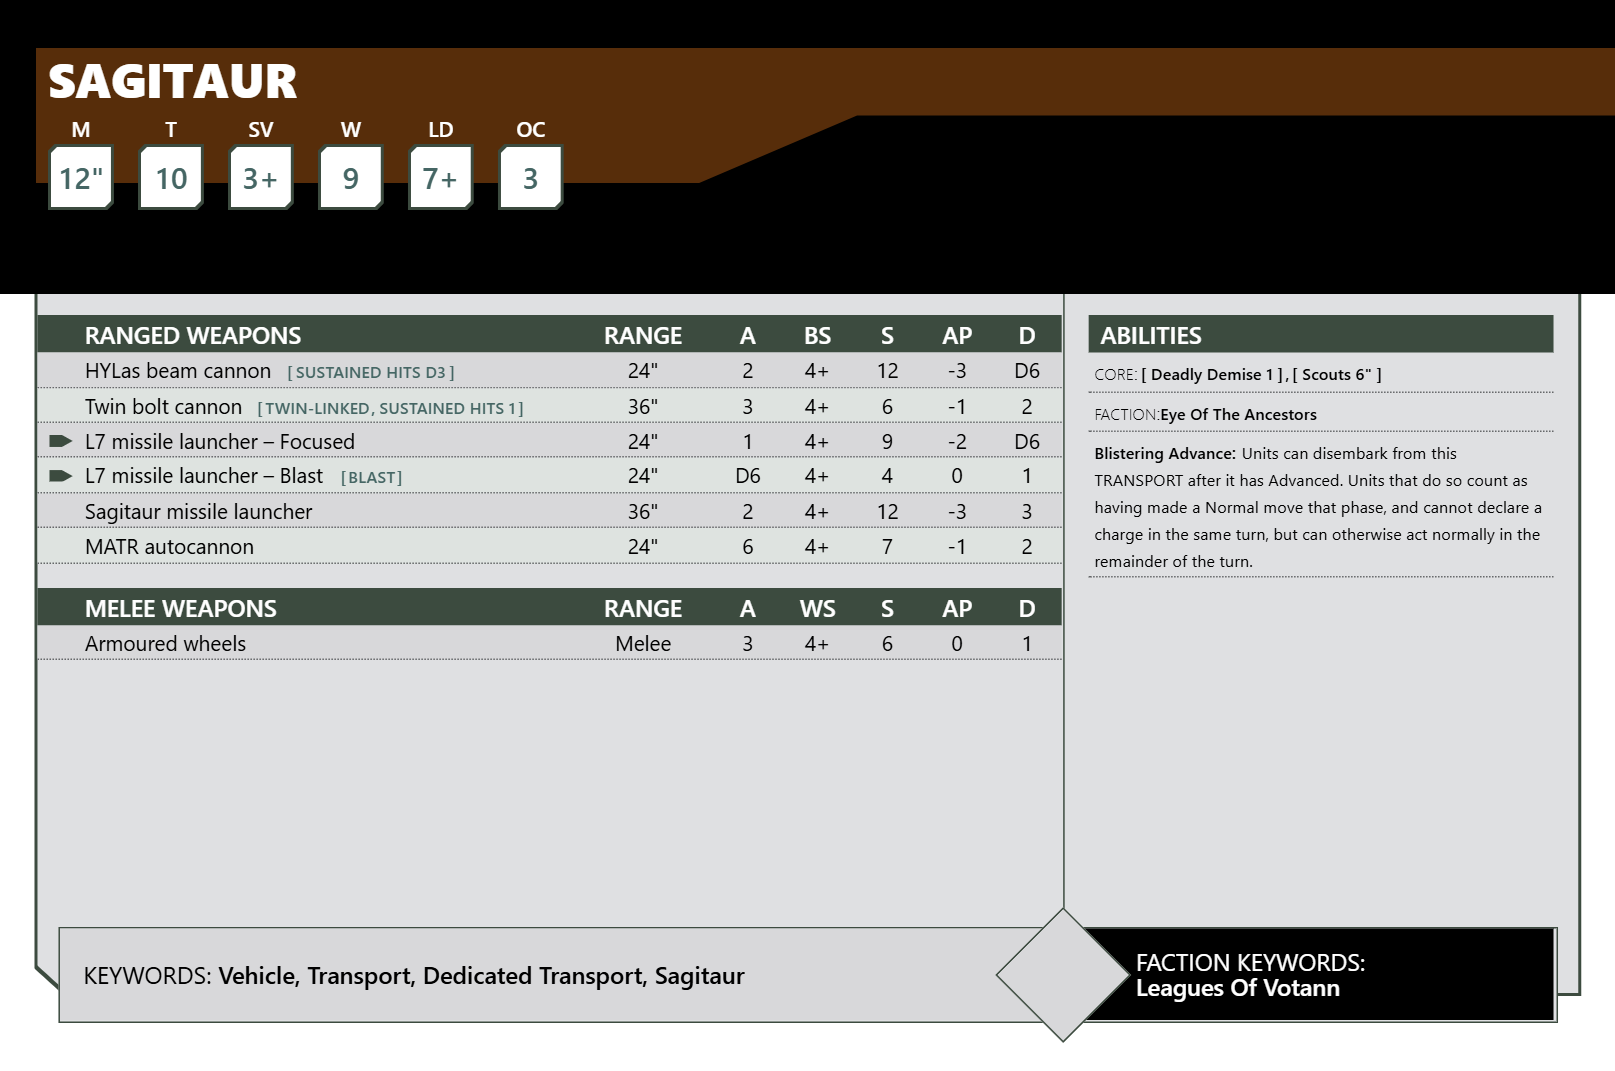 SAGITAUR
M T SV W LD OC
12" 10 3+ 9 7+ 3
RANGED WEAPONS RANGE A BS S AP D
HYLas beam cannon [ SUSTAINED HITS D3 ] 24" 2 4+ 12 -3 D6
Twin bolt cannon [ TWIN-LINKED, SUSTAINED HITS 1 ] 36" 3 4+ 6 -1 2
L7 missile launcher – Focused 24" 1 4+ 9 -2 D6
L7 missile launcher – Blast [ BLAST ] 24" D6 4+ 4 0 1
Sagitaur missile launcher 36" 2 4+ 12 -3 3
MATR autocannon 24" 6 4+ 7 -1 2
MELEE WEAPONS RANGE A WS S AP D
Armoured wheels Melee 3 4+ 6 0 1
ABILITIES
CORE: [ Deadly Demise 1 ] , [ Scouts 6" ]
FACTION:Eye Of The Ancestors
Blistering Advance: Units can disembark from this
TRANSPORT after it has Advanced. Units that do so count as
having made a Normal move that phase, and cannot declare a
charge in the same turn, but can otherwise act normally in the
remainder of the turn.
KEYWORDS: Vehicle, Transport, Dedicated Transport, Sagitaur
FACTION KEYWORDS:
Leagues Of Votann